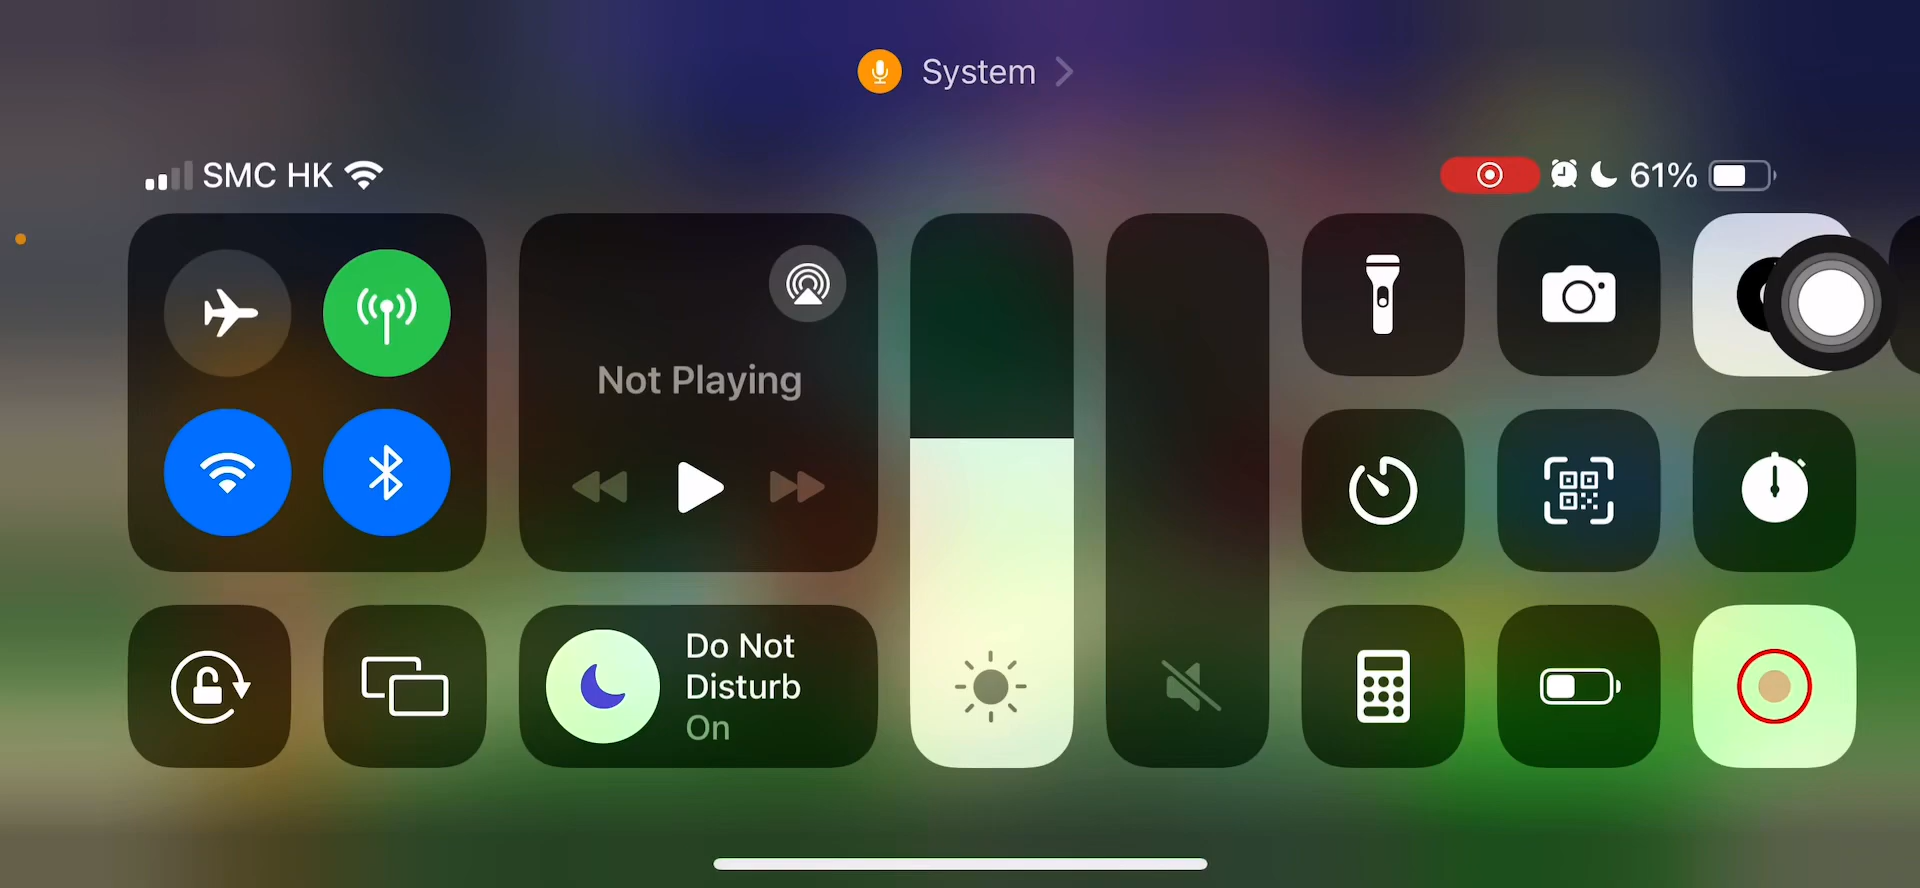 System
SMC HK
61%
Not Playing
Do Not
Disturb
On